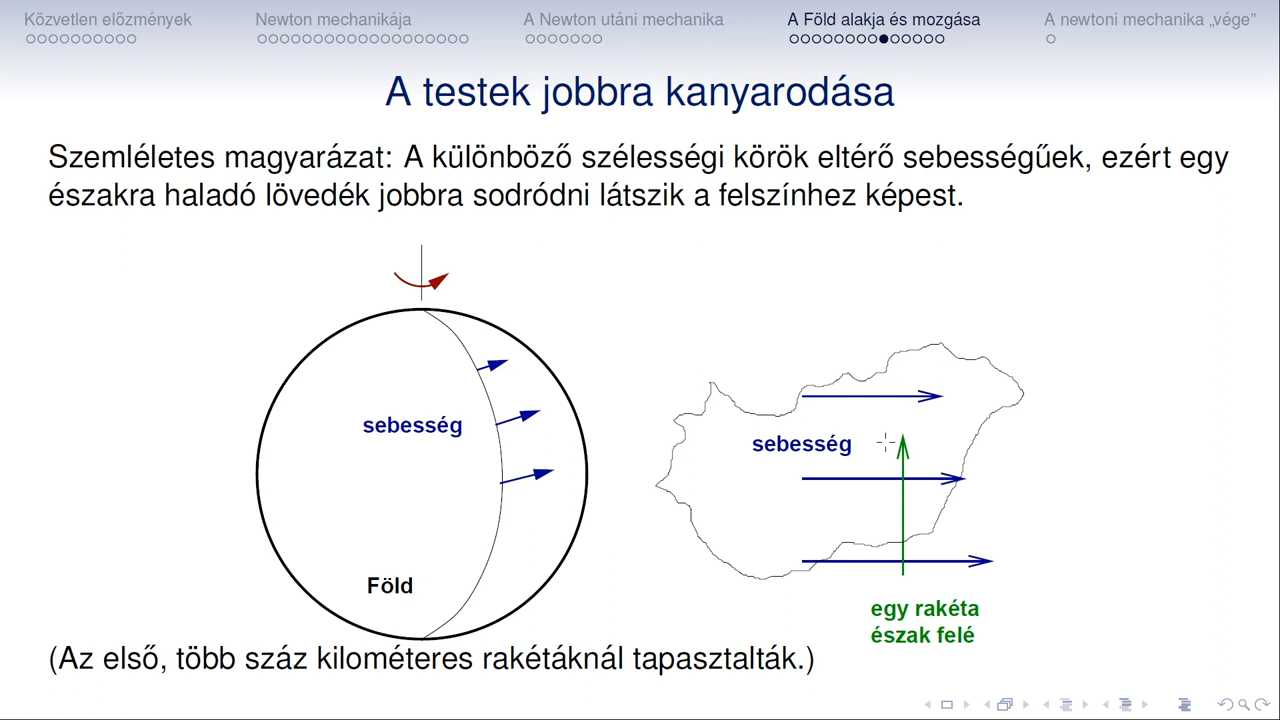 Közvetlen előzmények
Newton mechanikája
A Newton utáni mechanika
A Föld alakja és mozgása
A newtoni mechanika „vége”
A testek jobbra kanyarodása
Szemléletes magyarázat: A különböző szélességi körök eltérő sebességűek, ezért egy
északra haladó lövedék jobbra sodródni látszik a felszínhez képest.
sebesség
Föld
sebesség
egy rakéta
észak felé
(Az első, több száz kilométeres rakétáknál tapasztalták.)